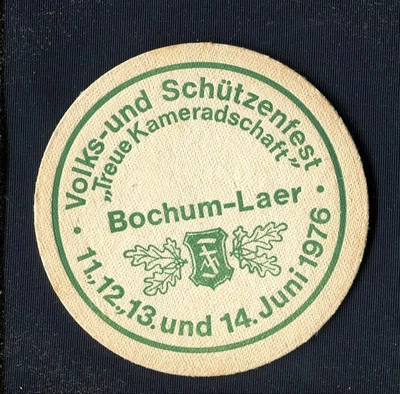 Volks-und Schützenfest
„Treue Kameradschaft"
Bochum-Laer
11.,12.,13. und 14. Juni 1976